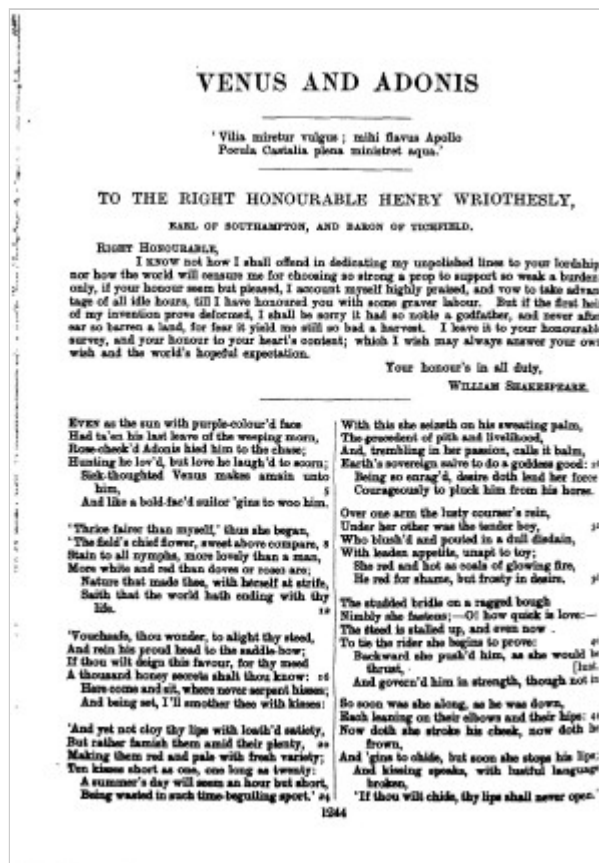 VENUS AND ADONIS
'Vilia miretur vulgus; mihi flavus Apollo
Pocula Castalia plena ministret aqua.'
TO THE RIGHT HONOURABLE HENRY WRIOTHESLY,
EARL OF SOUTHAMPTON, AND BARON OF TICHFIELD.
RIGHT HONOURABLE,
I KNOW not how I shall offend in dedicating my unpolished lines to your lordship
nor how the world will censure me for choosing so strong a prop to support so weak a burden
only, if your honour seem but pleased, I account myself highly praised, and vow to take advan
tage of all idle hours, till I have honoured you with some graver labour. But if the first hei
of my invention prove deformed, I shall be sorry it had so noble a godfather, and never afte
ear so barren a land, for fear it yield me still so bad a harvest. I leave it to your honourable
survey, and your honour to your heart's content; which I wish may always answer your own
wish and the world's hopeful expectation.
Your honour's in all duty,
WILLIAM SHAKESPEARE.
EVEN as the sun with purple-colour'd face
Had ta'en his last leave of the weeping morn,
Rose-cheek'd Adonis hied him to the chase;
Hunting he lov'd, but love he laugh'd to scorn;
Sick-thoughted Venus makes amain unto
him, 5
And like a bold-fac'd suitor 'gins to woo him.
'Thrice fairer than myself,' thus she began,
'The field's chief flower, sweet above compare, 8
Stain to all nymphs, more lovely than a man,
More white and red than doves or roses are;
Nature that made thee, with herself at strife,
Saith that the world hath ending with thy
life. 12
'Vouchsafe, thou wonder, to alight thy steed,
And rein his proud head to the saddle-bow;
If thou wilt deign this favour, for thy meed
A thousand honey secrets shalt thou know: 16
Here come and sit, where never serpent hisses;
And being set, I'll smother thee with kisses:
'And yet not cloy thy lips with loath'd satiety,
But rather famish them amid their plenty, 20
Making them red and pale with fresh variety;
Ten kisses short as one, one long as twenty:
A summer's day will seem an hour but short,
Being wasted in such time-beguiling sport.' 24
With this she seizeth on his sweating palm,
The precedent of pith and livelihood,
And, trembling in her passion, calls it balm,
Earth's sovereign salve to do a goddess good:
Being so enrag'd, desire doth lend her force
Courageously to pluck him from his horse.
Over one arm the lusty courser's rein,
Under her other was the tender boy,
Who blush'd and pouted in a dull disdain,
With leaden appetite, unapt to toy;
She red and hot as coals of glowing fire,
He red for shame, but frosty in desire.
The studded bridle on a ragged bough
Nimbly she fastens;—O! how quick is love:—
The steed is stalled up, and even now
To tie the rider she begins to prove:
Backward she push'd him, as she would be
thrust, [lust.
And govern'd him in strength, though not in
So soon was she along, as he was down,
Each leaning on their elbows and their hips:
Now doth she stroke his cheek, now doth he
frown,
And 'gins to chide, but soon she stops his lips;
And kissing speaks, with lustful language
broken,
'If thou wilt chide, thy lips shall never open.'
1244